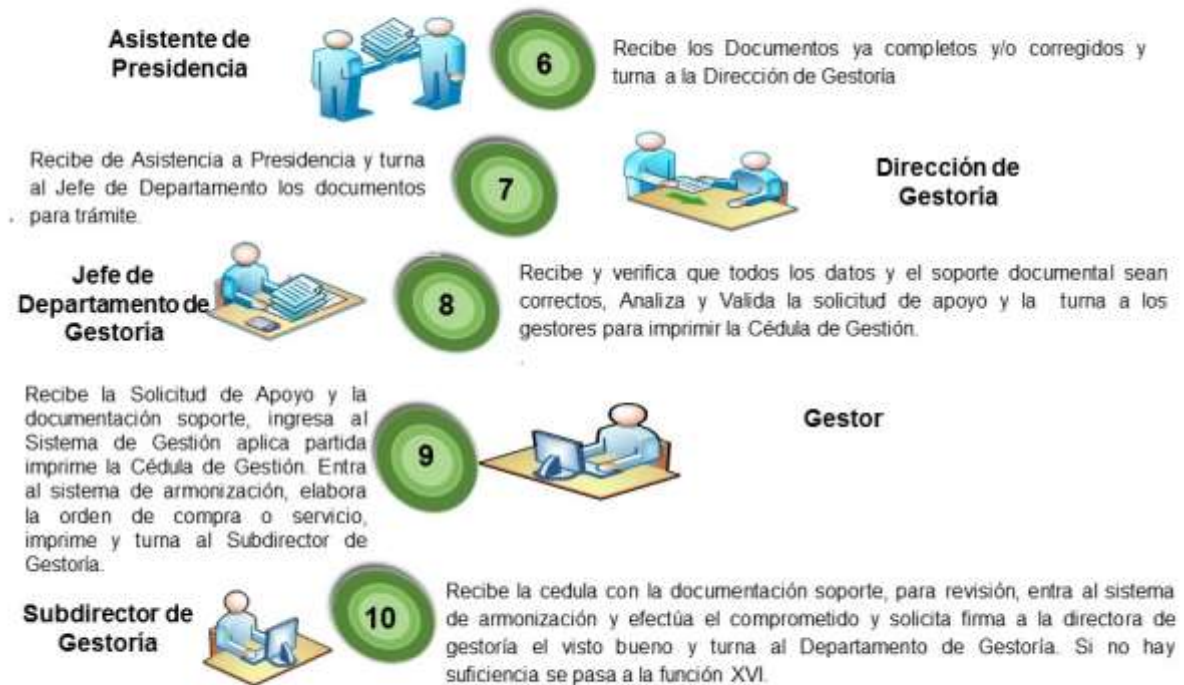 Asistente de
Presidencia
6
Recibe los Documentos ya completos y/o corregidos y
turna a la Dirección de Gestoría
Recibe de Asistencia a Presidencia y turna
al Jefe de Departamento los documentos
para trámite.
7
Dirección de
Gestoría
Jefe de
Departamento de
Gestoría
8
Recibe y verifica que todos los datos y el soporte documental sean
correctos, Analiza y Valida la solicitud de apoyo y la turna a los
gestores para imprimir la Cédula de Gestión.
Recibe la Solicitud de Apoyo y la
documentación soporte, ingresa al
Sistema de Gestión aplica partida
imprime la Cédula de Gestión. Entra
al sistema de armonización, elabora
la orden de compra o servicio,
imprime y turna al Subdirector de
Gestoría.
9
Gestor
Subdirector de
Gestoría
10
Recibe la cedula con la documentación soporte, para revisión, entra al sistema
de armonización y efectúa el comprometido y solicita firma a la directora de
gestoría el visto bueno y turna al Departamento de Gestoría. Si no hay
suficiencia se pasa a la función XVI.